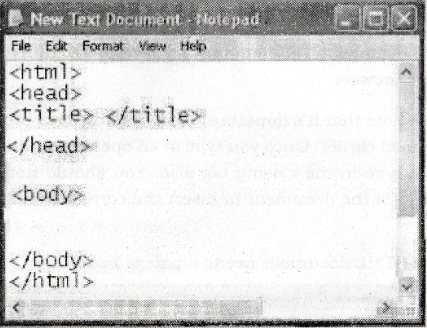 New Text Document - Notepad
File Edit Format View Help
<html>
<head>
<title> </title>
</head>
<body>
</body>
</html>